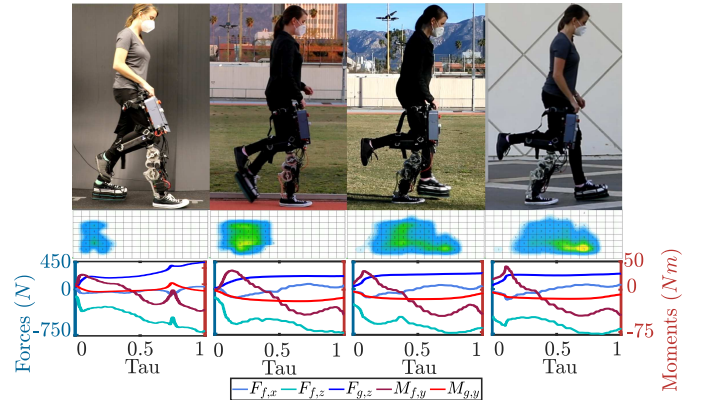 450
0
-750
Forces (N)
50
0
-75
Moments (Nm)
0 0.5 1
0 0.5 1
0 0.5 1
0 0.5 1
Tau Tau Tau Tau
F_{f,x} F_{f,z} F_{g,z} M_{f,y} M_{g,y}